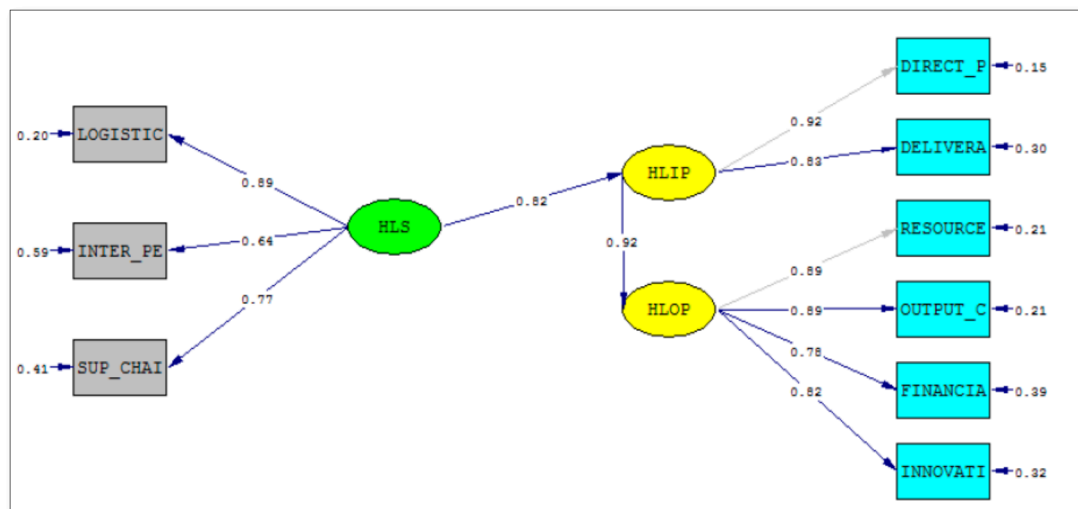 DIRECT_P
0.15
0.92
LOGISTIC
0.20
DELIVERA
0.30
0.83
HLIP
0.89
0.82
HLS
RESOURCE
0.21
0.64
INTER_PE
0.59
0.92
0.89
0.77
HLOP
0.89
OUTPUT_C
0.21
0.78
SUP_CHAI
0.41
0.82
FINANCIA
0.39
INNOVATI
0.32